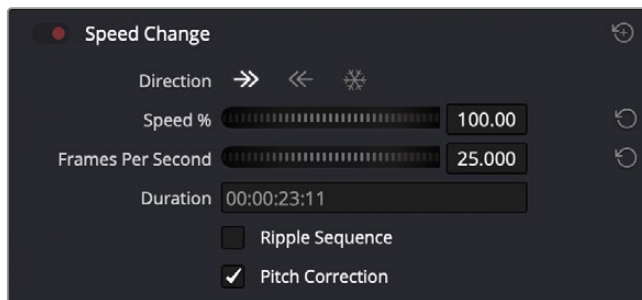 Speed Change
Direction
Speed % 100.00
Frames Per Second 25.000
Duration 00:00:23:11
Ripple Sequence
Pitch Correction